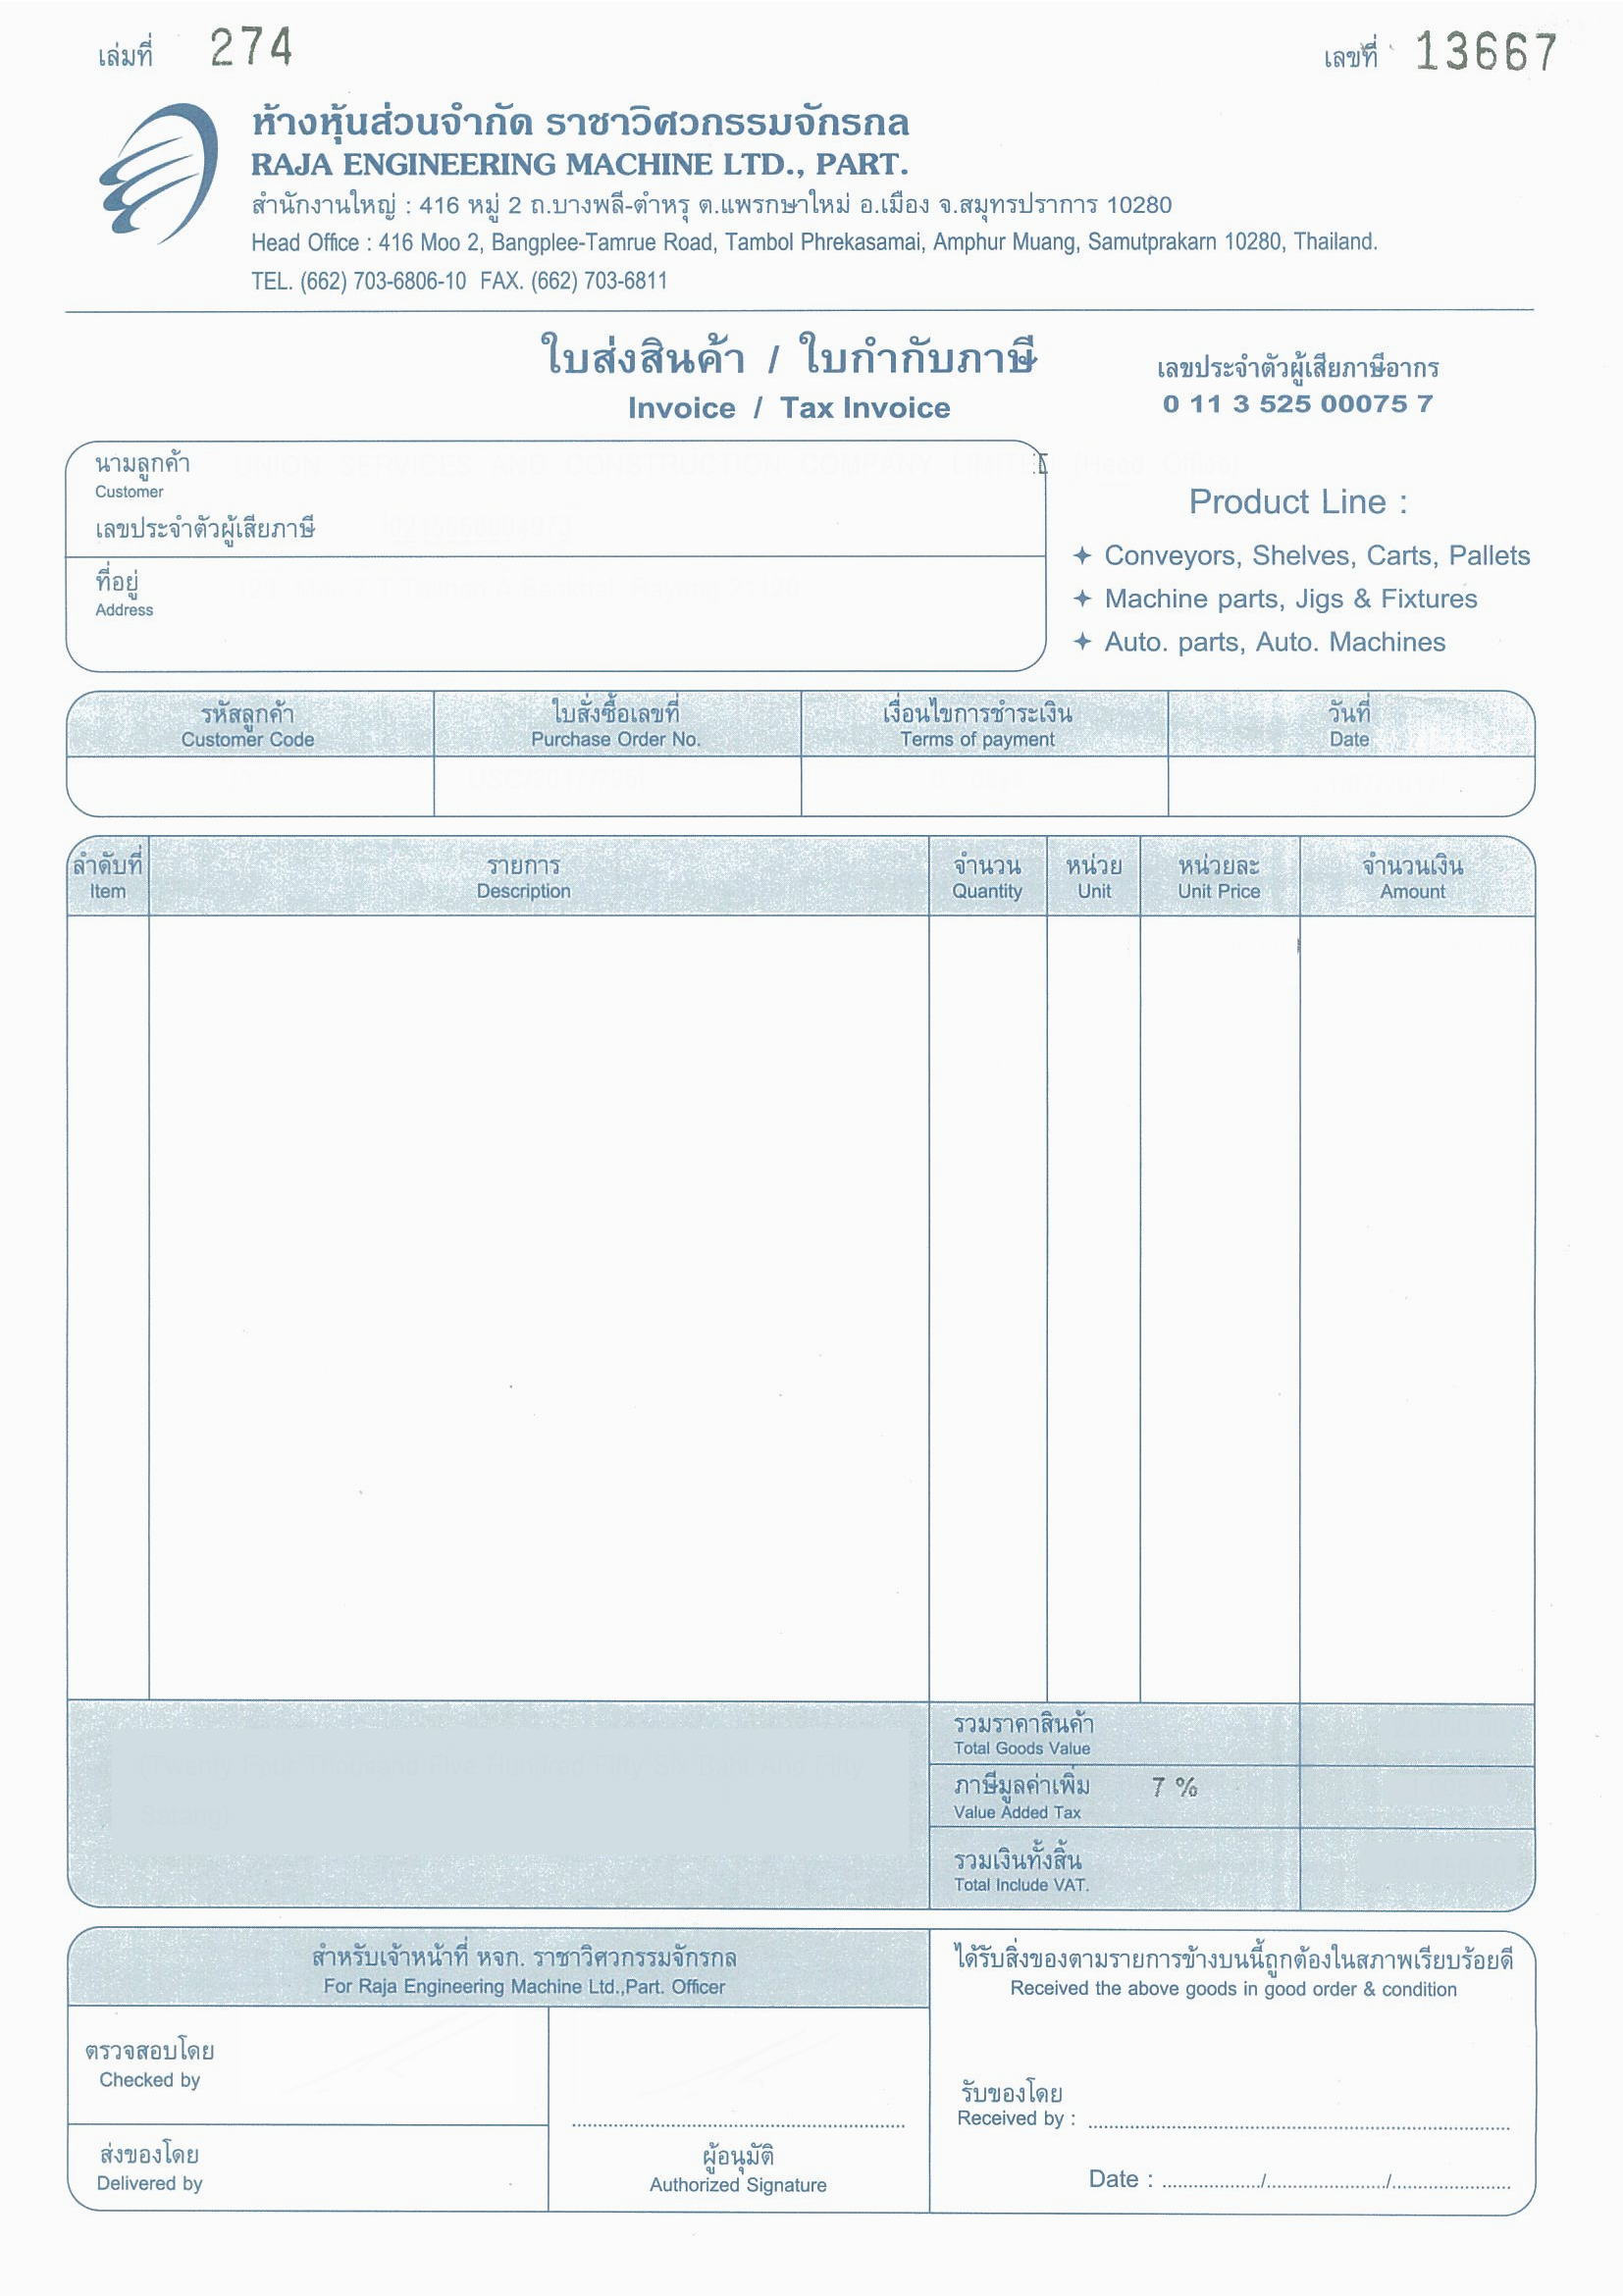 เล่มที่ 274
เลขที่ 13667
ห้างหุ้นส่วนจำกัด ราชาวิศวกรรมจักรกล
RAJA ENGINEERING MACHINE LTD., PART.
สำนักงานใหญ่ : 416 หมู่ 2 ถ.บางพลี-ตำหรุ ต.แพรกษาใหม่ อ.เมือง จ.สมุทรปราการ 10280
Head Office : 416 Moo 2, Bangplee-Tamrue Road, Tambol Phrekasamai, Amphur Muang, Samutprakarn 10280, Thailand.
TEL. (662) 703-6806-10 FAX. (662) 703-6811
ใบส่งสินค้า / ใบกำกับภาษี
Invoice / Tax Invoice
เลขประจำตัวผู้เสียภาษีอากร
0 11 3 525 00075 7
นามลูกค้า
Customer
เลขประจำตัวผู้เสียภาษี
ที่อยู่
Address
Product Line :
Conveyors, Shelves, Carts, Pallets
Machine parts, Jigs & Fixtures
Auto. parts, Auto. Machines
รหัสลูกค้า ใบสั่งซื้อเลขที่ เงื่อนไขการชำระเงิน วันที่
Customer Code Purchase Order No. Terms of payment Date
ลำดับที่ รายการ จำนวน หน่วย หน่วยละ จำนวนเงิน
Item Description Quantity Unit Unit Price Amount
รวมราคาสินค้า
Total Goods Value
ภาษีมูลค่าเพิ่ม 7 %
Value Added Tax
รวมเงินทั้งสิ้น
Total Include VAT.
สำหรับเจ้าหน้าที่ หจก. ราชาวิศวกรรมจักรกล
For Raja Engineering Machine Ltd.,Part. Officer
ตรวจสอบโดย
Checked by
ส่งของโดย
Delivered by
ผู้อนุมัติ
Authorized Signature
ได้รับสิ่งของตามรายการข้างบนนี้ถูกต้องในสภาพเรียบร้อยดี
Received the above goods in good order & condition
รับของโดย
Received by :
Date : ........../........../..........